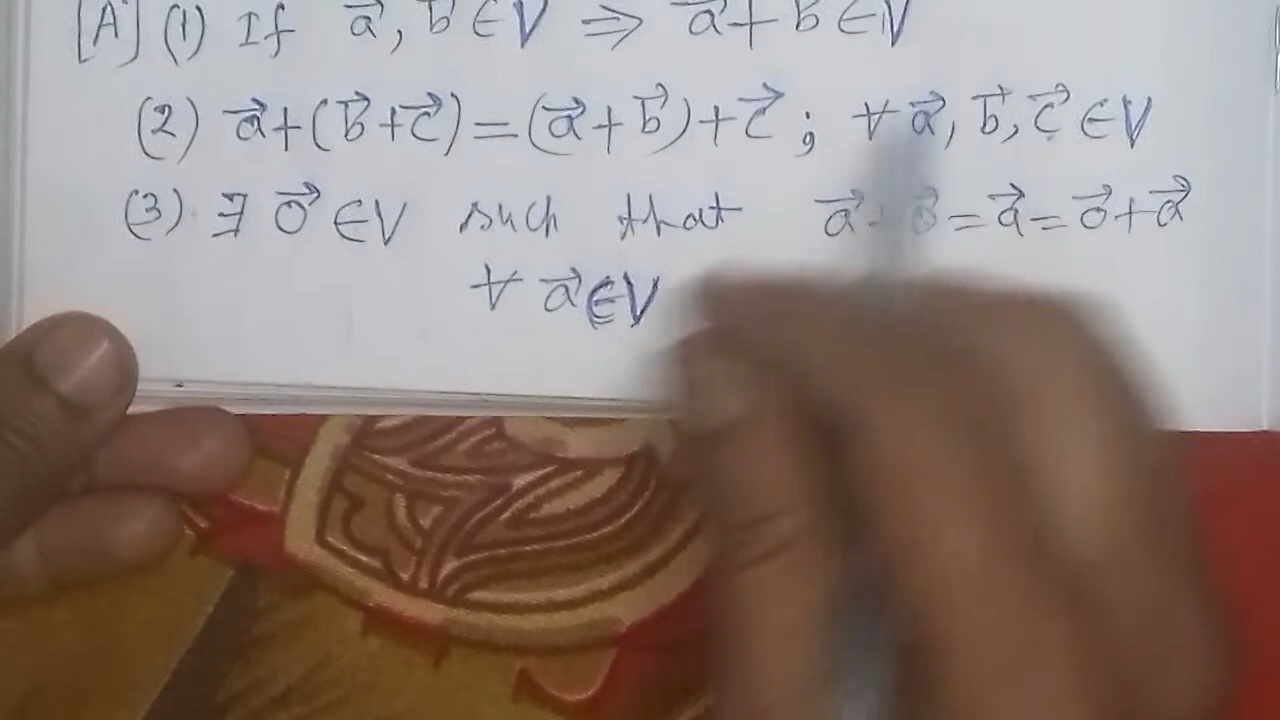 [A] (1) If a⃗, b⃗ ∈ V ⇒ a⃗ + b⃗ ∈ V
(2) a⃗ + (b⃗ + c⃗) = (a⃗ + b⃗) + c⃗ ; ∀ a⃗, b⃗, c⃗ ∈ V
(3) ∃ 0⃗ ∈ V such that a⃗ + 0⃗ = a⃗ = 0⃗ + a⃗
∀ a⃗ ∈ V